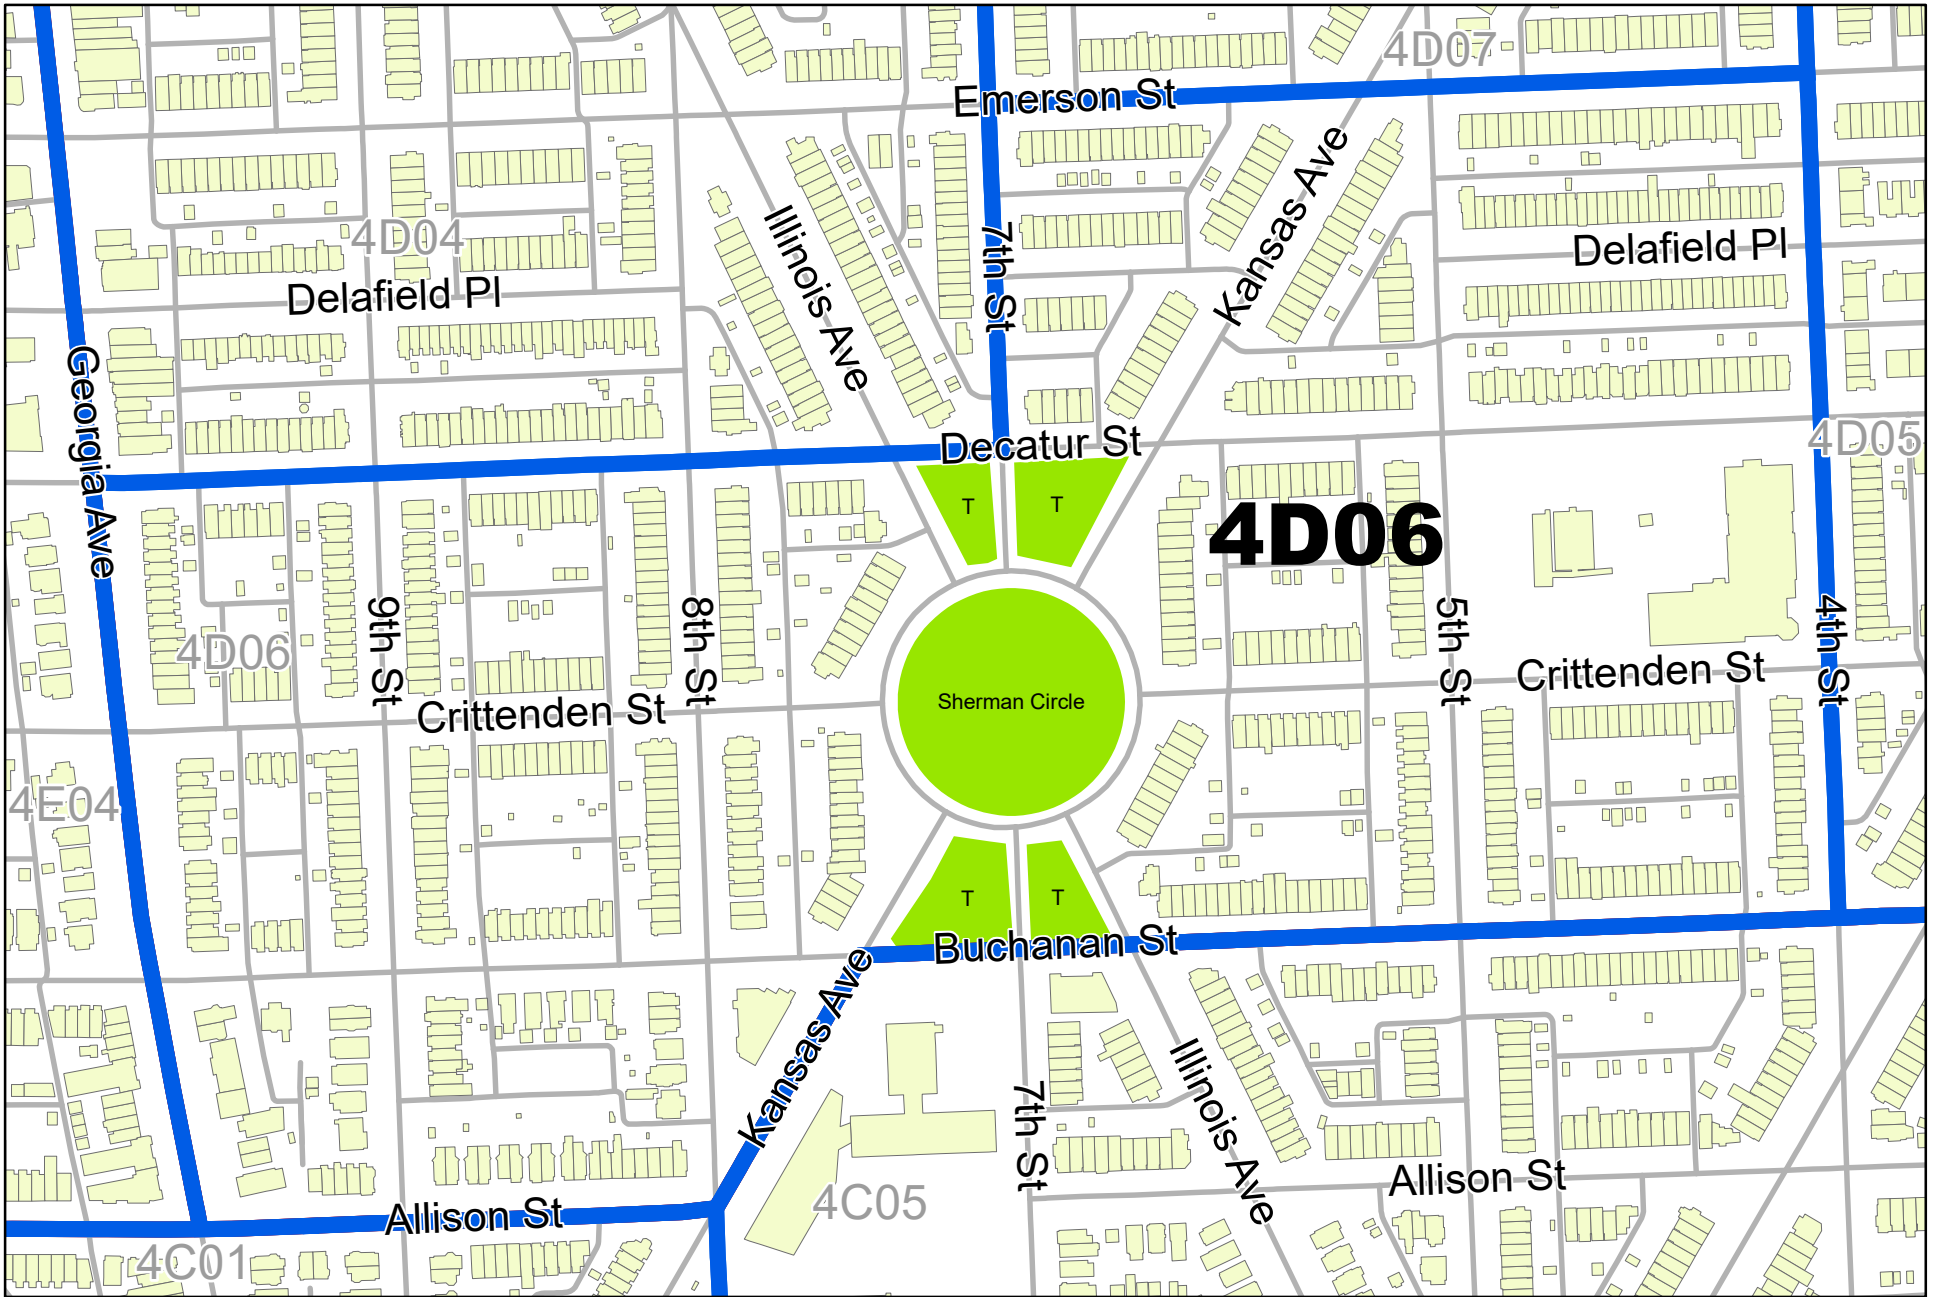 4D07
Emerson St
Kansas Ave
Illinois Ave
7th St
4D04
Delafield Pl
Delafield Pl
Georgia Ave
Decatur St
4D05
T
T
4D06
9th St
8th St
5th St
4th St
4D06
Crittenden St
Sherman Circle
Crittenden St
4E04
T
T
Buchanan St
Kansas Ave
7th St
Illinois Ave
Allison St
4C05
Allison St
4C01